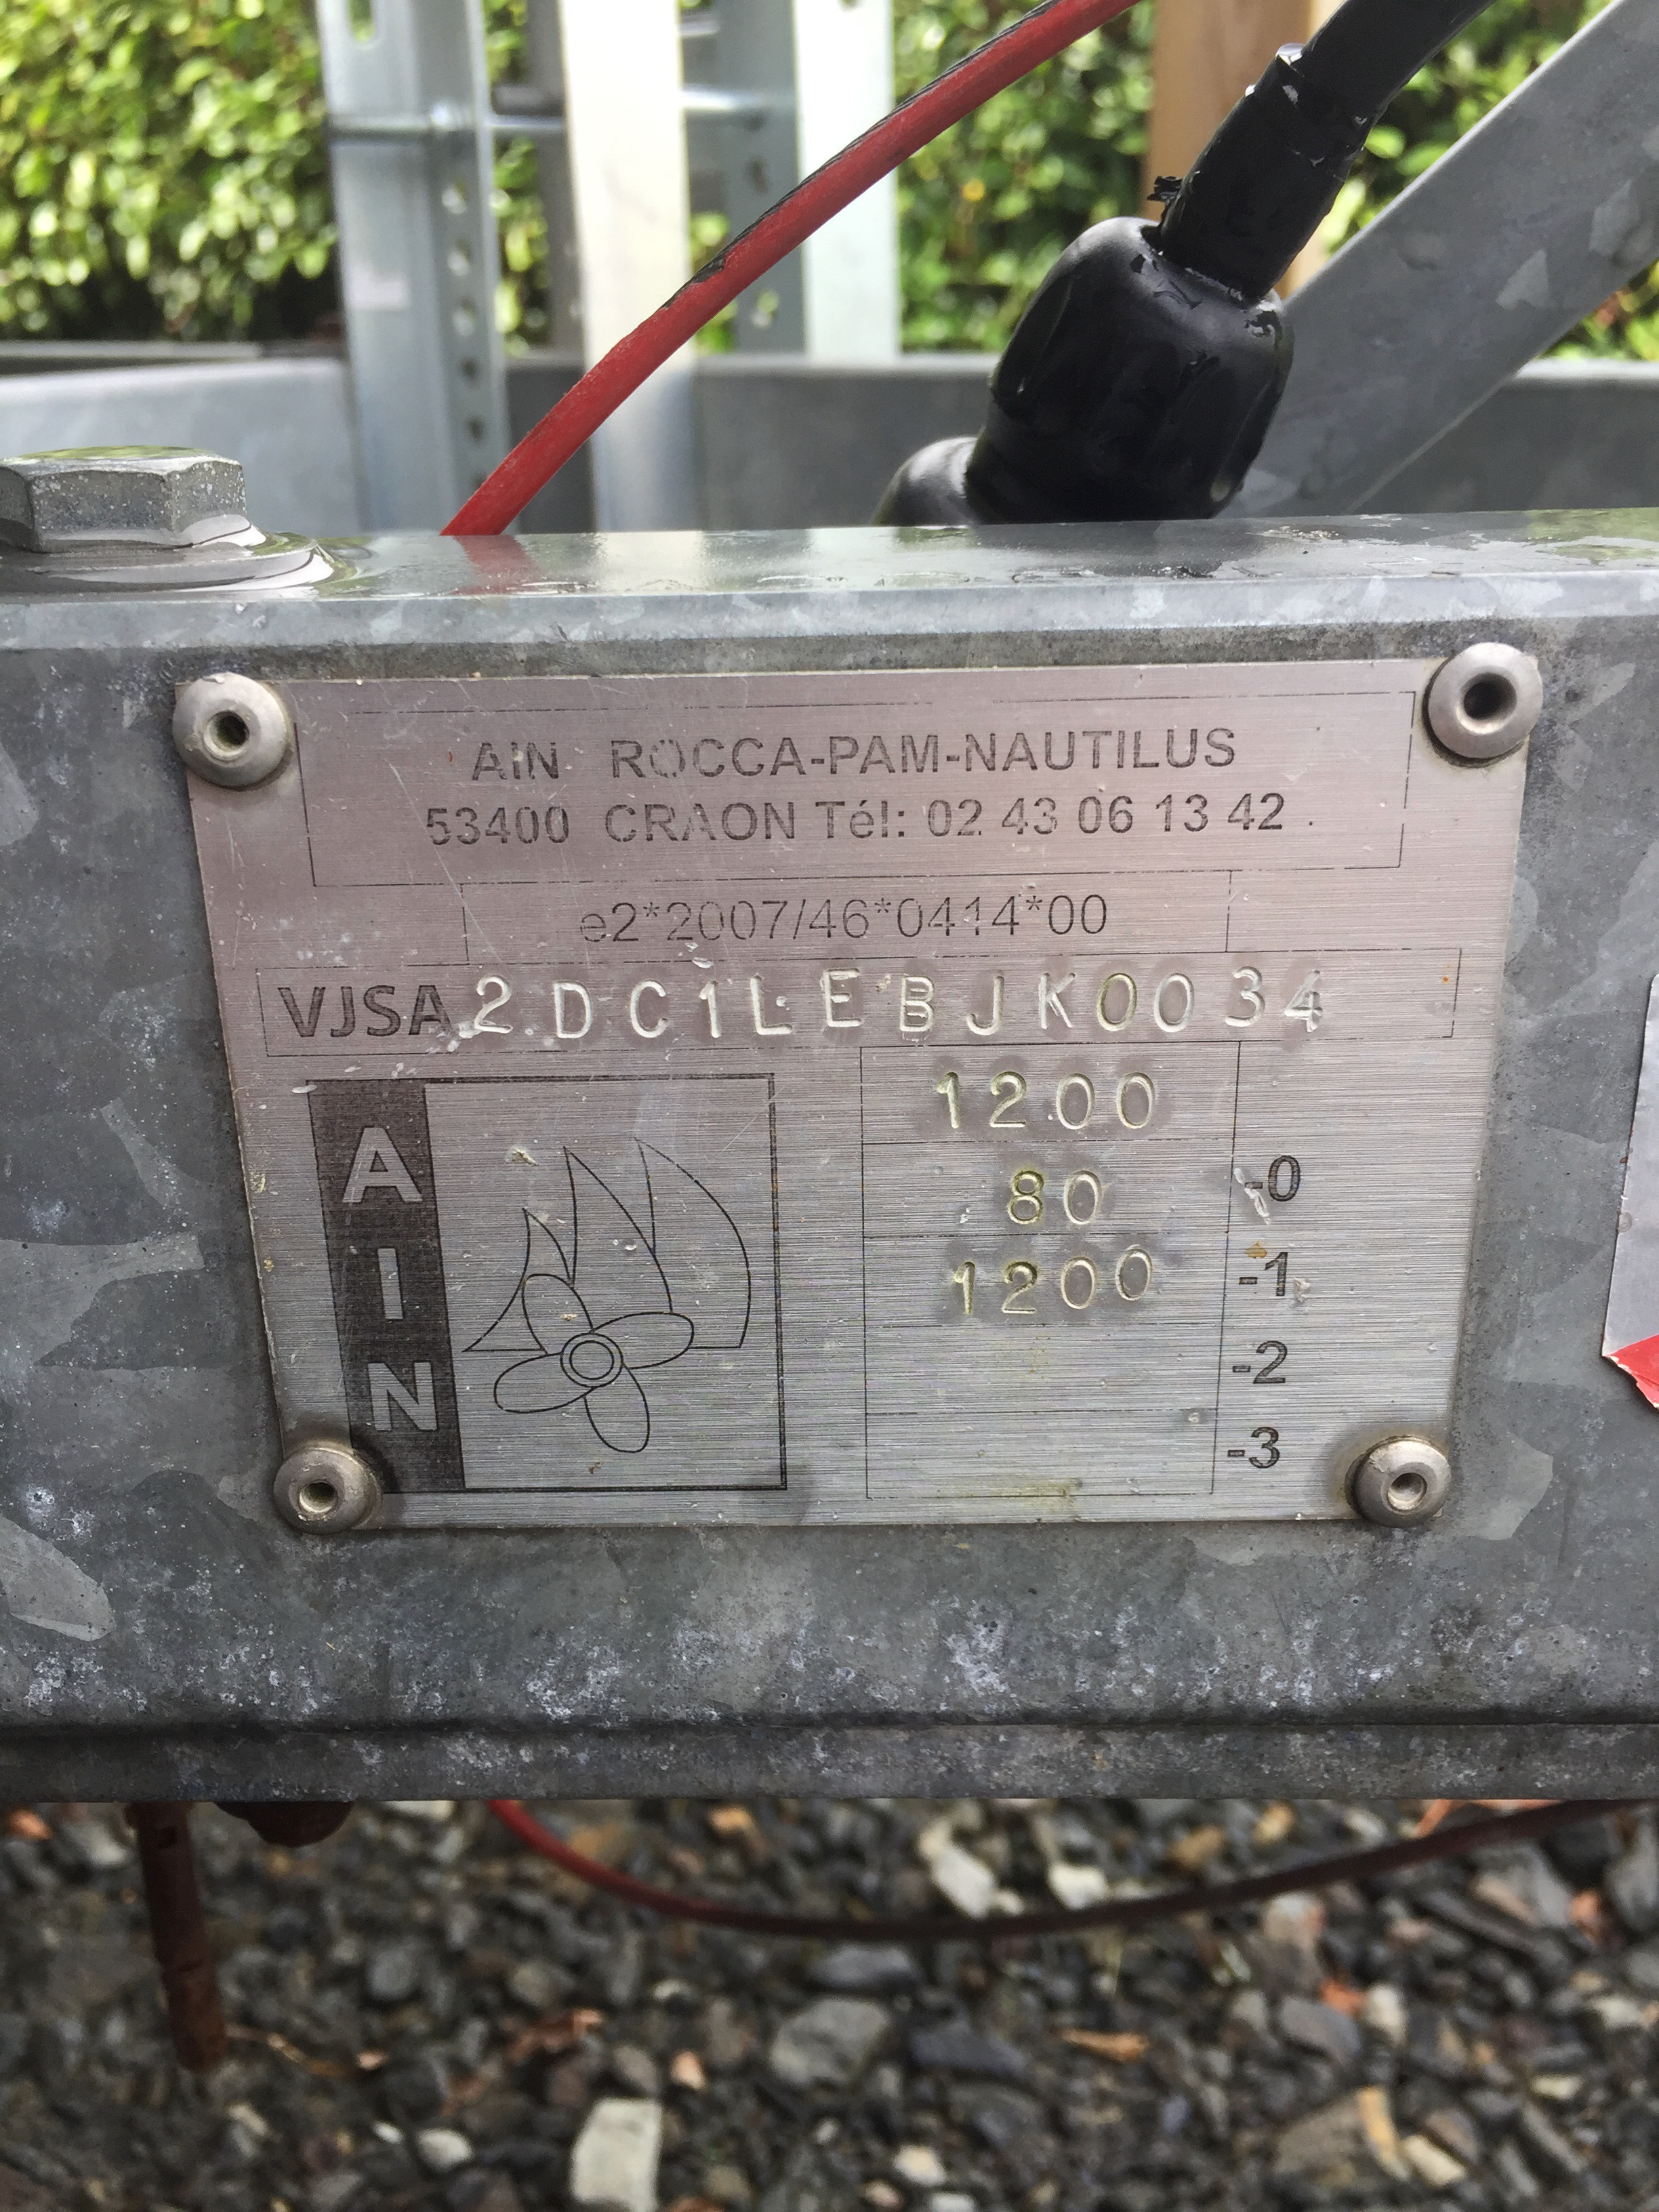 AIN ROCCA-PAM-NAUTILUS
53400 CRAON Tél: 02 43 06 13 42 .
e2*2007/46*0414*00
VJSA2DC1LEBJK0034
AIN
1200
80 -0
1200 -1
-2
-3